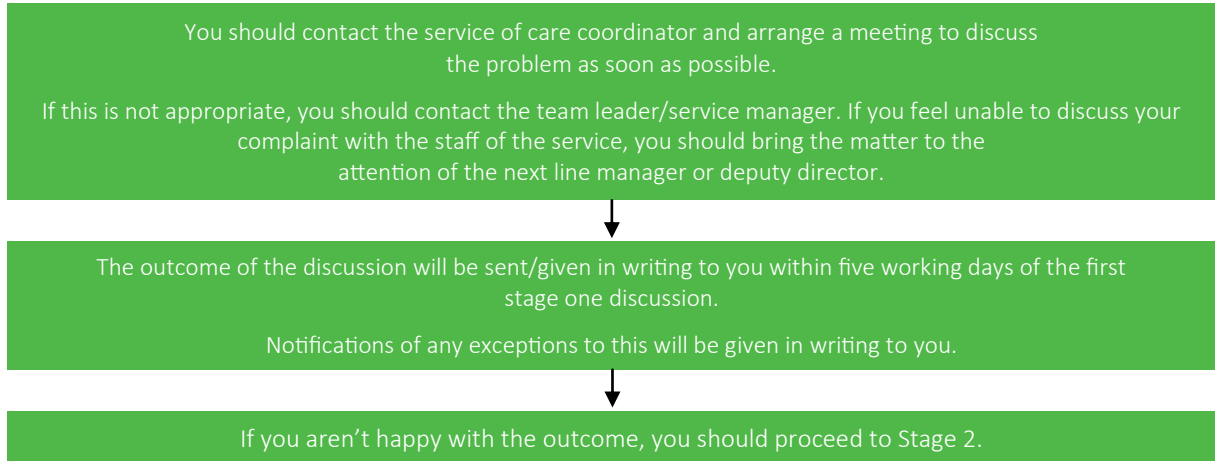 You should contact the service of care coordinator and arrange a meeting to discuss
the problem as soon as possible.
If this is not appropriate, you should contact the team leader/service manager. If you feel unable to discuss your
complaint with the staff of the service, you should bring the matter to the
attention of the next line manager or deputy director.
The outcome of the discussion will be sent/given in writing to you within five working days of the first
stage one discussion.
Notifications of any exceptions to this will be given in writing to you.
If you aren’t happy with the outcome, you should proceed to Stage 2.